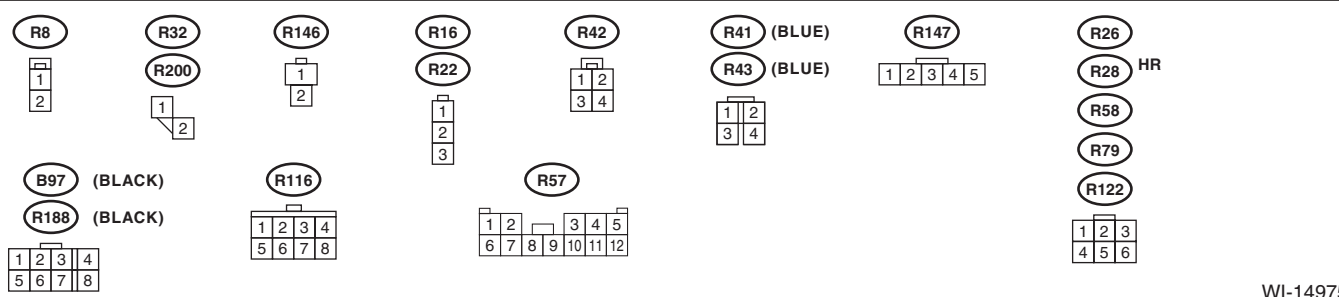 R8 R32 R146 R16 R42 R41 (BLUE) R147 R26
R200 R22 R43 (BLUE) R28 HR
1 2
1 2
1 2
1 2 3
1 2
3 4
1 2
3 4
1 2 3 4 5
R58
R79
B97 (BLACK) R116 R57 R122
R188 (BLACK)
1 2 3 4
5 6 7 8
1 2 3 4
5 6 7 8
1 2 3 4 5
6 7 8 9 10 11 12
1 2 3
4 5 6